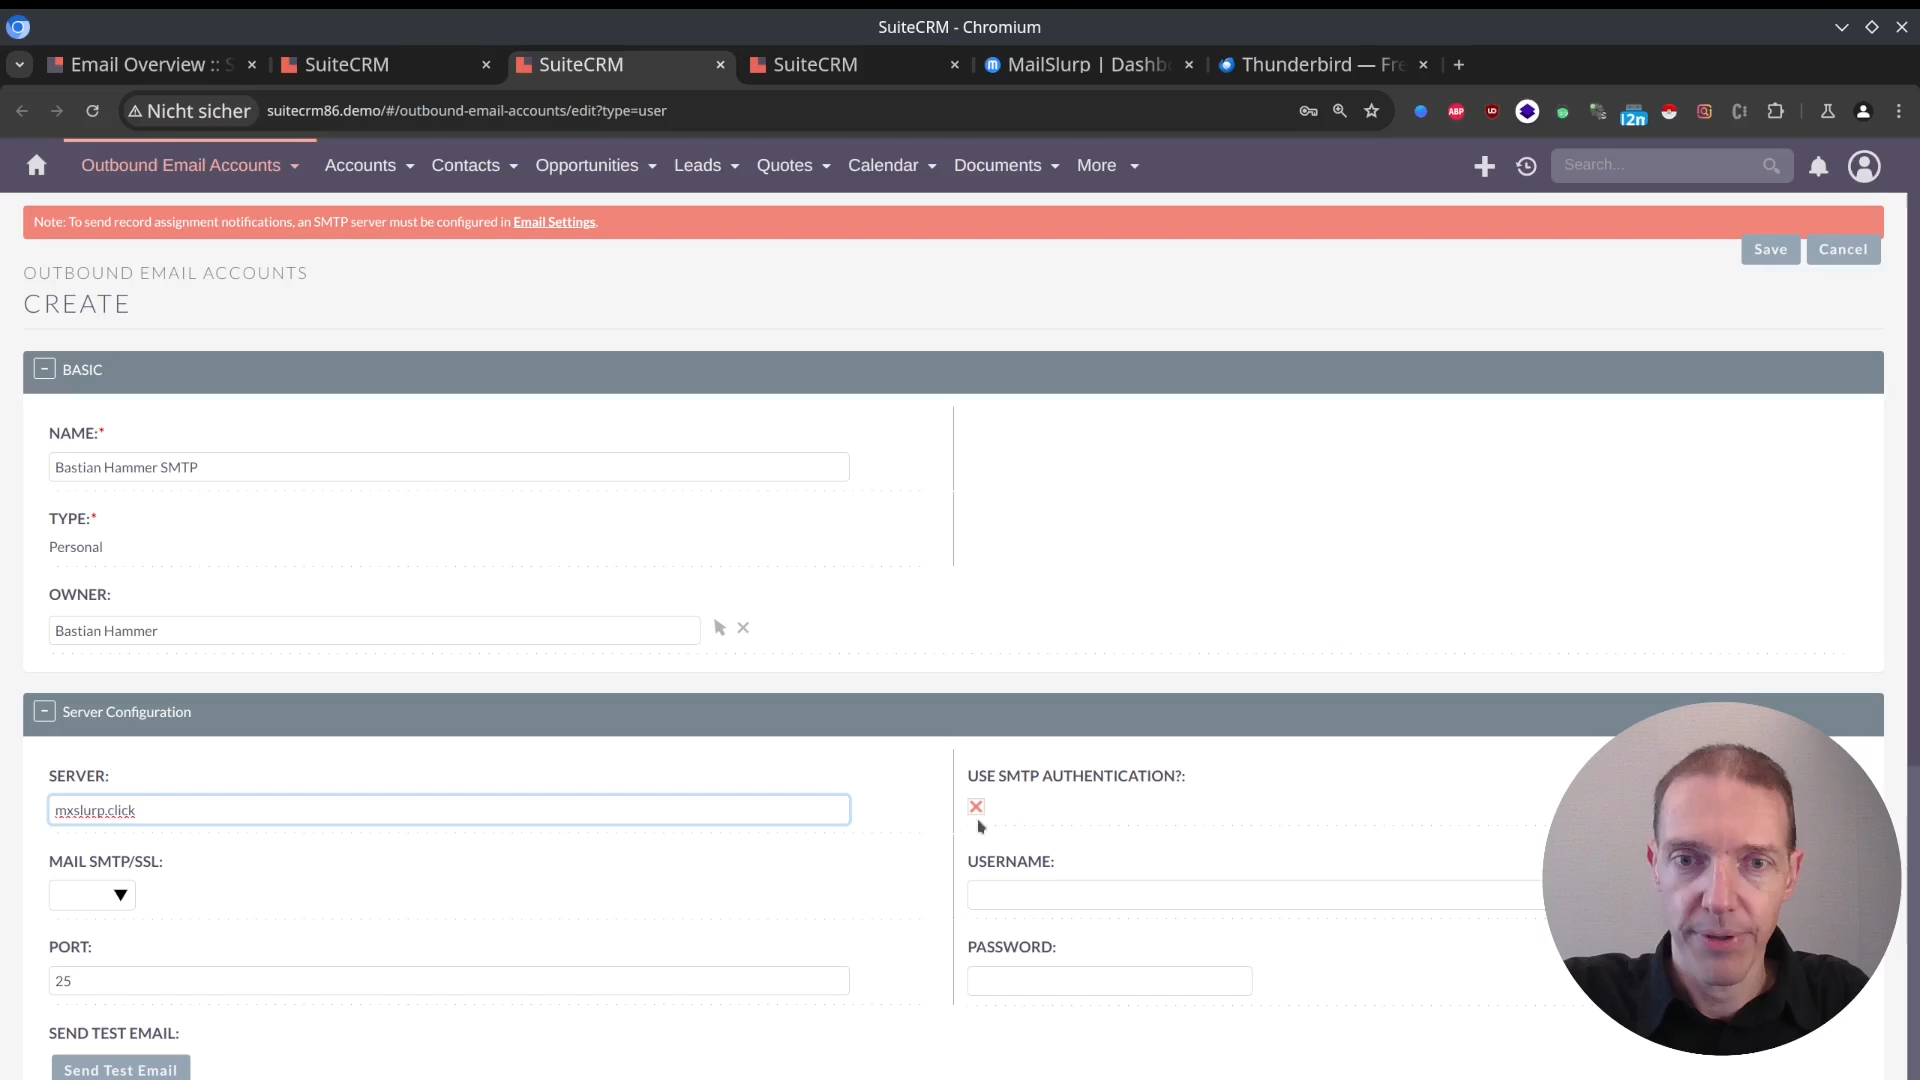 SuiteCRM - Chromium
Email Overview :: S
SuiteCRM
SuiteCRM
SuiteCRM
MailSlurp | Dashbo
Thunderbird — Fre
Nicht sicher
suitecrm86.demo/#/outbound-email-accounts/edit?type=user
ABP
12n
Outbound Email Accounts
Accounts
Contacts
Opportunities
Leads
Quotes
Calendar
Documents
More
Search...
Note: To send record assignment notifications, an SMTP server must be configured in Email Settings.
Save
Cancel
OUTBOUND EMAIL ACCOUNTS
CREATE
BASIC
NAME:*
Bastian Hammer SMTP
TYPE:*
Personal
OWNER:
Bastian Hammer
Server Configuration
SERVER:
mxslurp.click
USE SMTP AUTHENTICATION?:
MAIL SMTP/SSL:
USERNAME:
PORT:
25
PASSWORD:
SEND TEST EMAIL:
Send Test Email